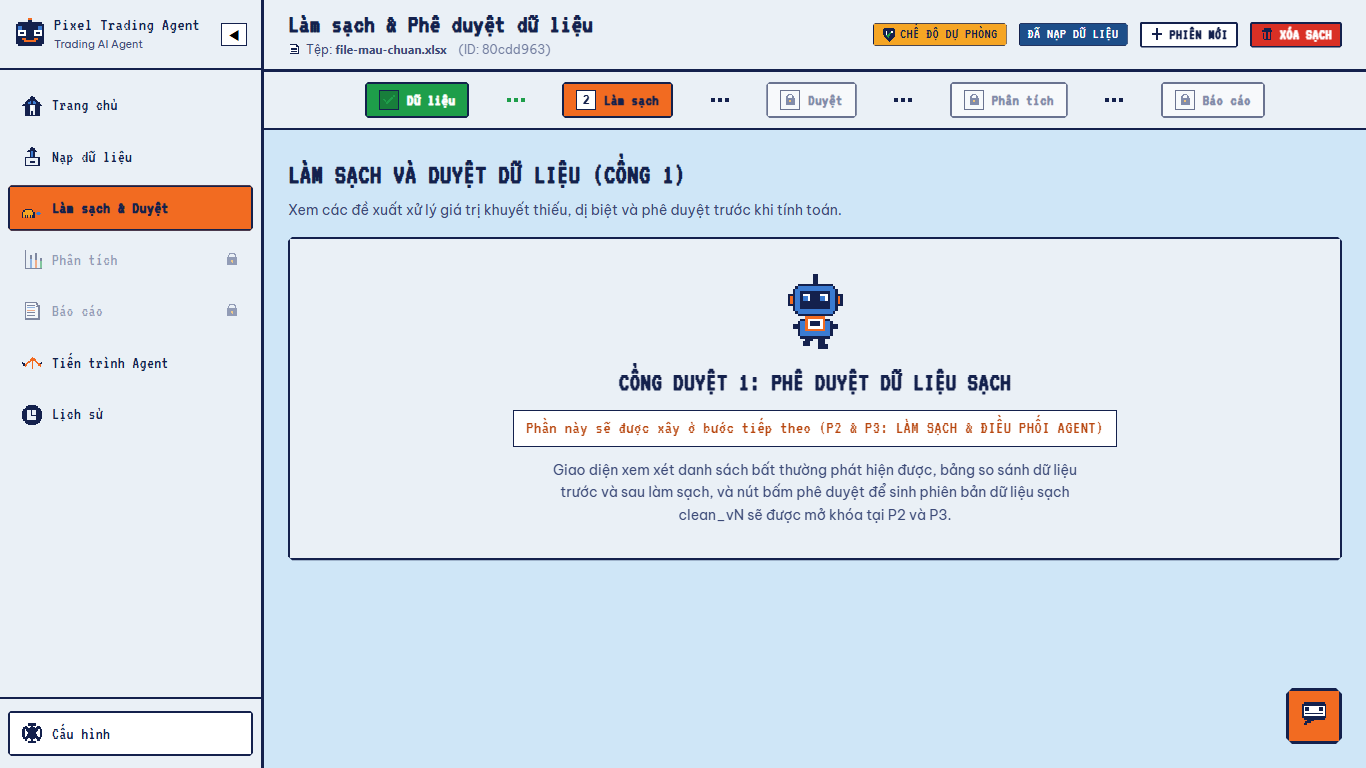 Pixel Trading Agent
Trading AI Agent
Trang chủ
Nạp dữ liệu
Làm sạch & Duyệt
Phân tích
Báo cáo
Tiến trình Agent
Lịch sử
Cấu hình
Làm sạch & Phê duyệt dữ liệu
Tệp: file-mau-chuan.xlsx (ID: 80cdd963)
CHẾ ĐỘ DỰ PHÒNG
ĐÃ NẠP DỮ LIỆU
PHIÊN MỚI
XÓA SẠCH
Dữ liệu
2 Làm sạch
Duyệt
Phân tích
Báo cáo
LÀM SẠCH VÀ DUYỆT DỮ LIỆU (CỔNG 1)
Xem các đề xuất xử lý giá trị khuyết thiếu, dị biệt và phê duyệt trước khi tính toán.
CỔNG DUYỆT 1: PHÊ DUYỆT DỮ LIỆU SẠCH
Phần này sẽ được xây ở bước tiếp theo (P2 & P3: LÀM SẠCH & ĐIỀU PHỐI AGENT)
Giao diện xem xét danh sách bất thường phát hiện được, bảng so sánh dữ liệu
trước và sau làm sạch, và nút bấm phê duyệt để sinh phiên bản dữ liệu sạch
clean_vN sẽ được mở khóa tại P2 và P3.